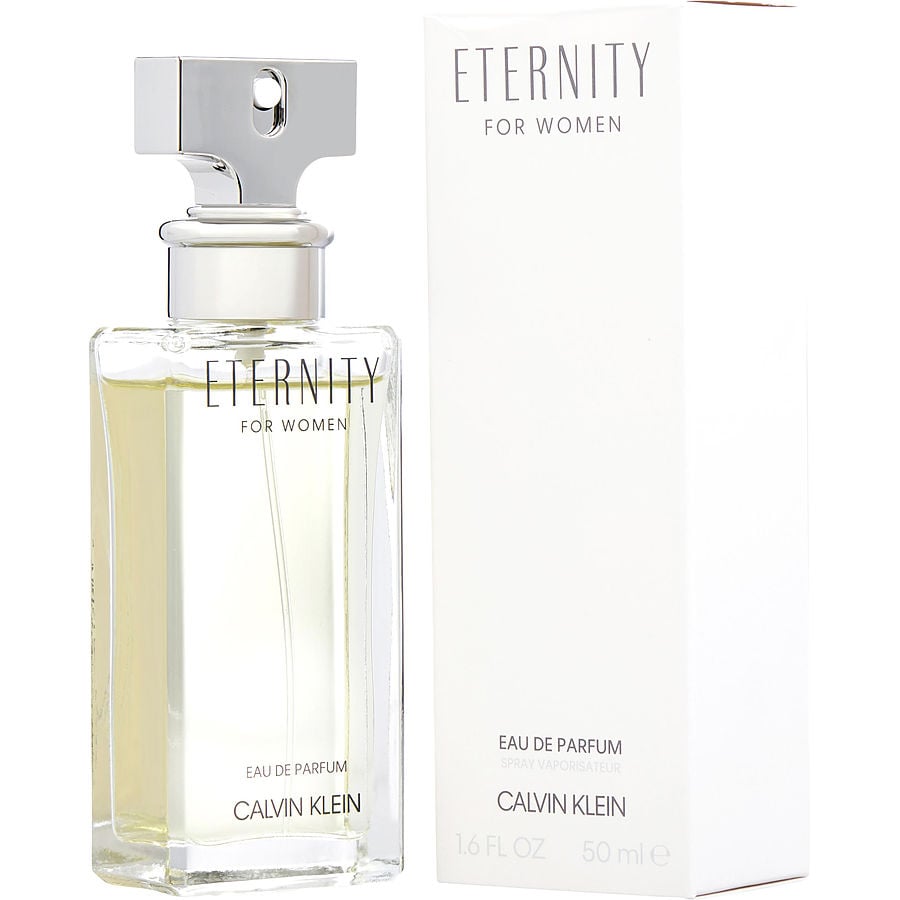 ETERNITY
FOR WOMEN
EAU DE PARFUM
CALVIN KLEIN
ETERNITY
FOR WOMEN
EAU DE PARFUM
SPRAY VAPORISATEUR
CALVIN KLEIN
1.6 FL OZ 50 ml ℮